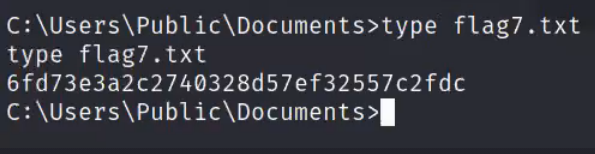 C:\Users\Public\Documents>type flag7.txt
type flag7.txt
6fd73e3a2c2740328d57ef32557c2fdc
C:\Users\Public\Documents>